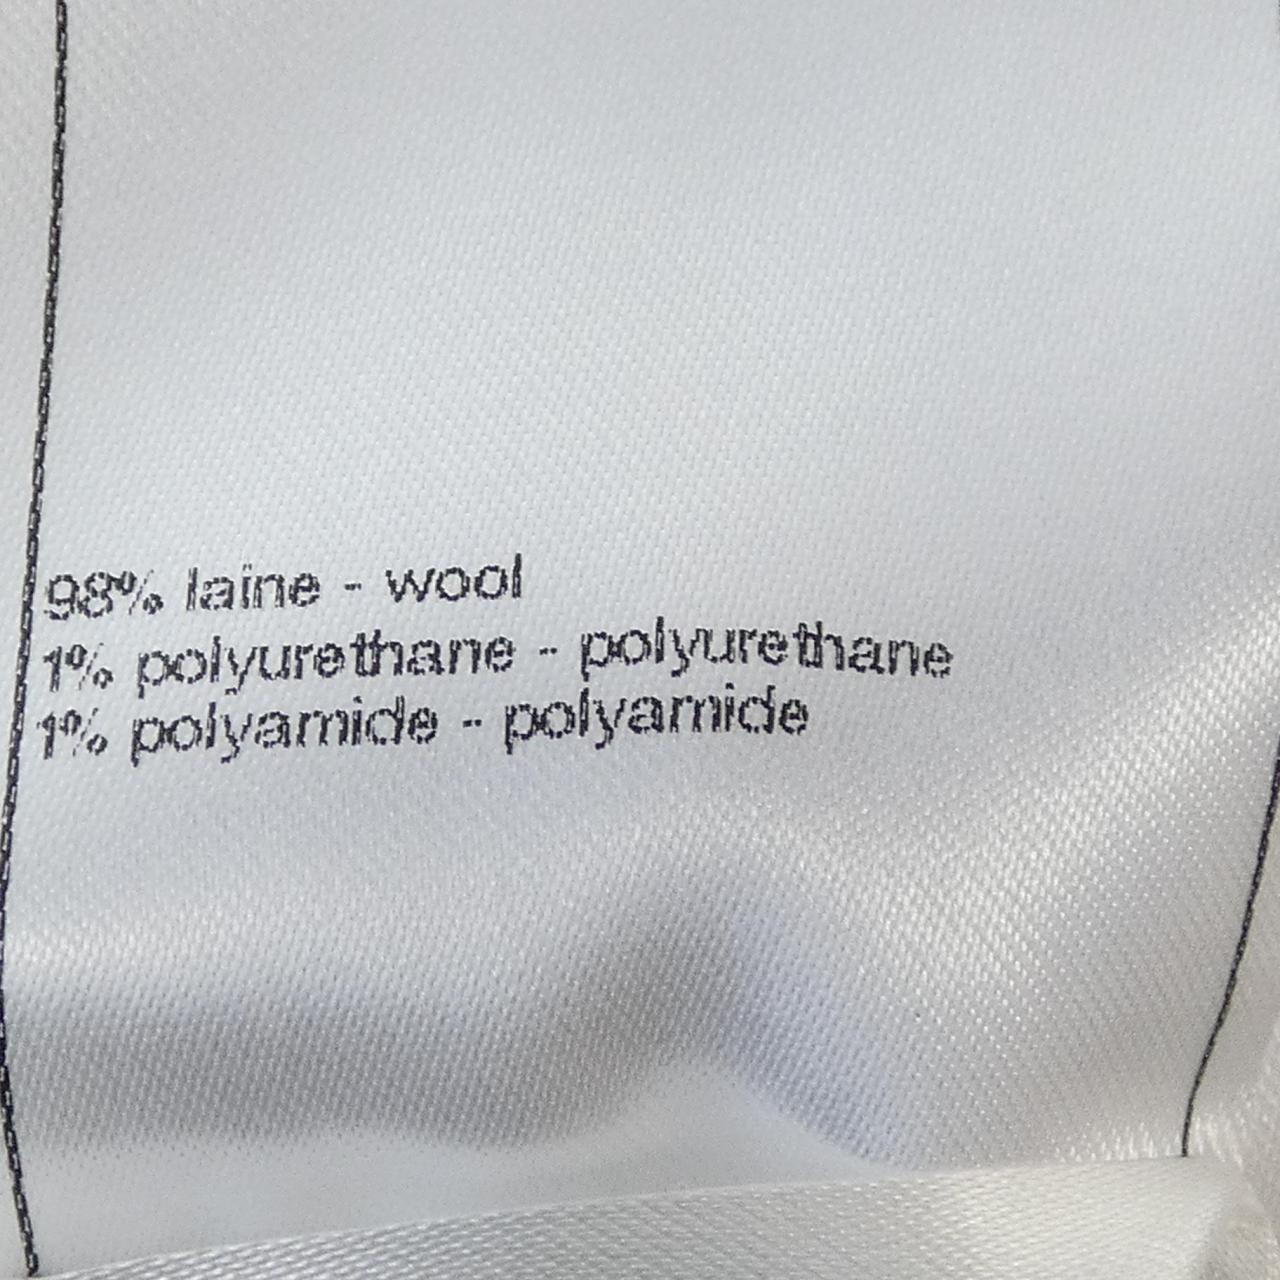 98% laine - wool
1% polyurethane - polyurethane
1% polyamide - polyamide